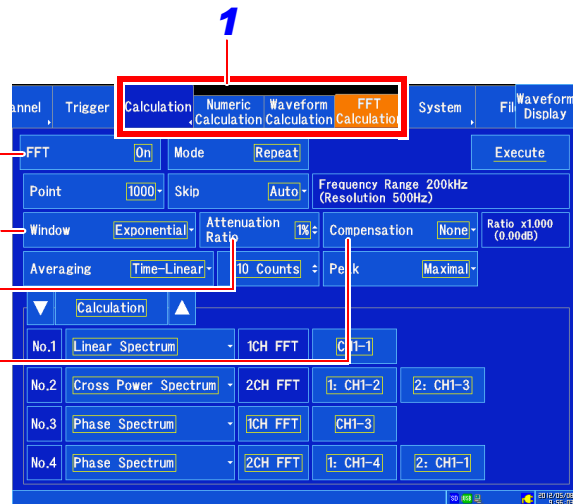 1
annel Trigger Calculation Numeric Calculation Waveform Calculation FFT Calculation System Fil Waveform Display
FFT On Mode Repeat Execute
Point 1000 Skip Auto Frequency Range 200kHz (Resolution 500Hz)
Window Exponential Attenuation Ratio 1% Compensation None Ratio x1.000 (0.00dB)
Averaging Time-Linear 10 Counts Peak Maximal
Calculation
No.1 Linear Spectrum 1CH FFT CH1-1
No.2 Cross Power Spectrum 2CH FFT 1: CH1-2 2: CH1-3
No.3 Phase Spectrum 1CH FFT CH1-3
No.4 Phase Spectrum 2CH FFT 1: CH1-4 2: CH1-1
SD USB